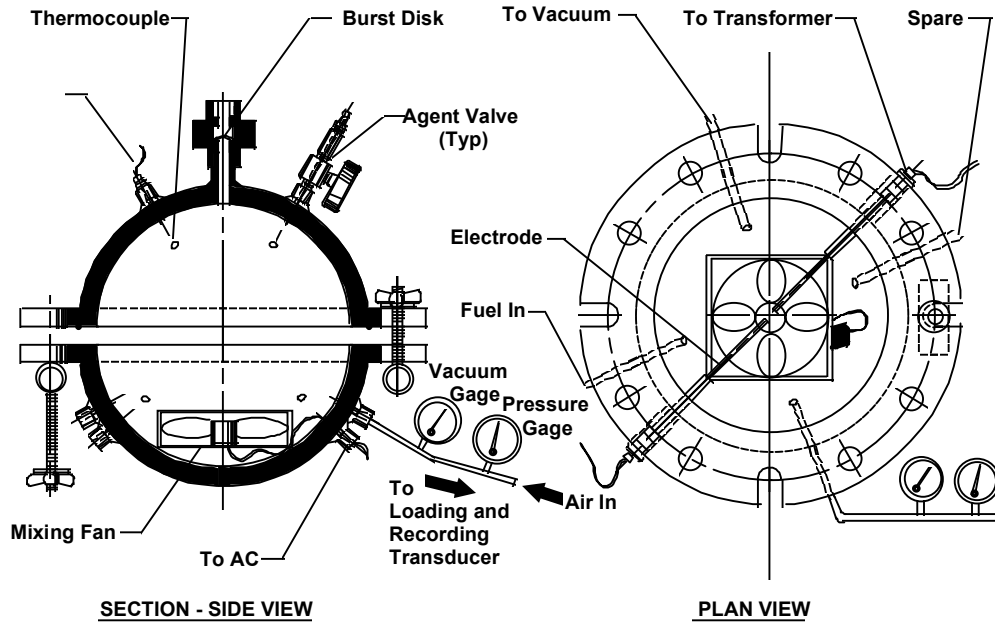 Thermocouple
Burst Disk
Agent Valve
(Typ)
Vacuum
Gage
Pressure
Gage
Air In
To
Loading and
Recording
Transducer
Mixing Fan
To AC
SECTION - SIDE VIEW
To Vacuum
To Transformer
Spare
Electrode
Fuel In
PLAN VIEW